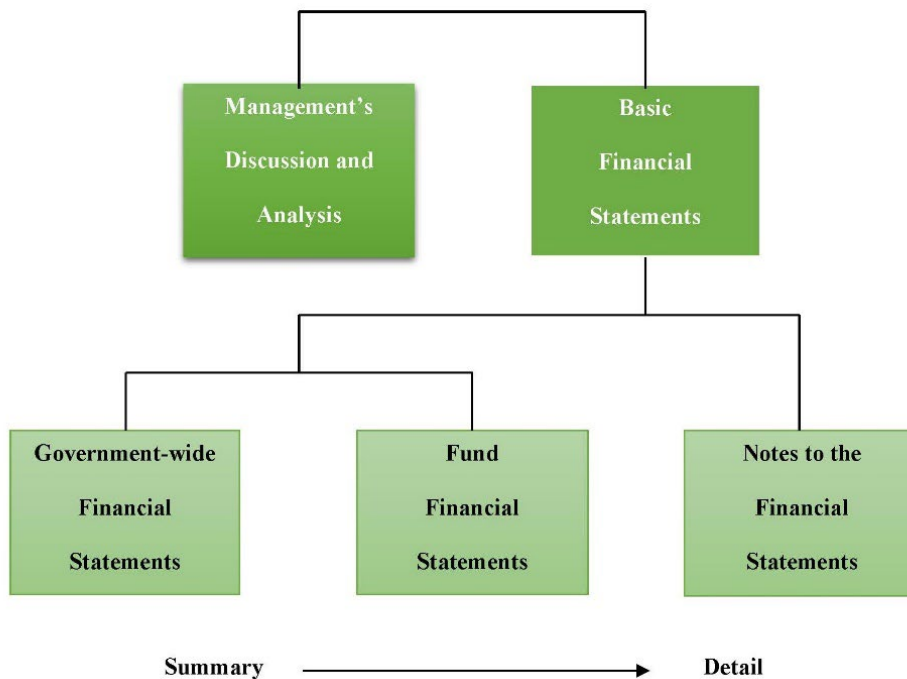 Management’s
Discussion and
Analysis
Basic
Financial
Statements
Government-wide
Financial
Statements
Fund
Financial
Statements
Notes to the
Financial
Statements
Summary
Detail